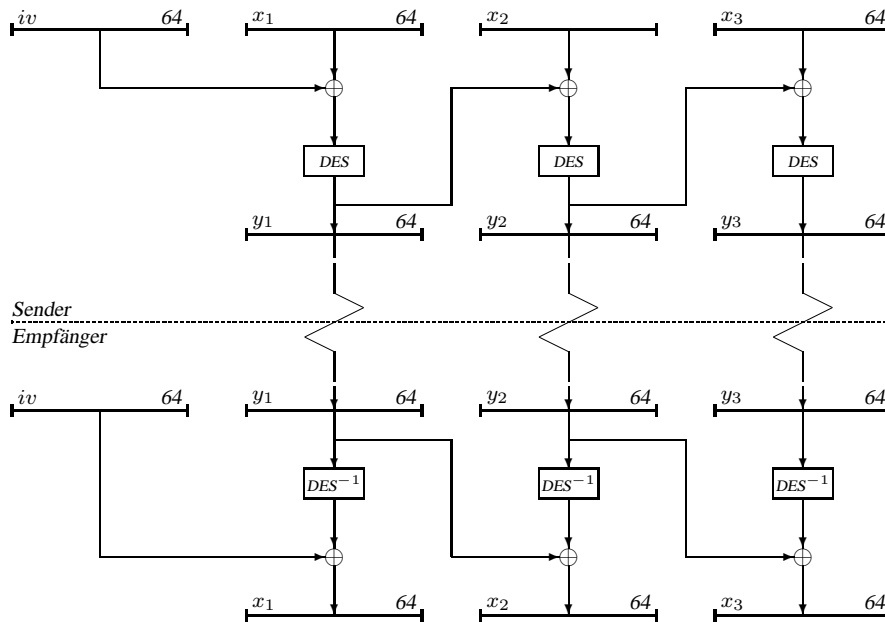 iv 64 x₁ 64 x₂ x₃ 64
DES DES DES
y₁ 64 y₂ 64 y₃ 64
Sender
Empfänger
iv 64 y₁ 64 y₂ 64 y₃ 64
DES⁻¹ DES⁻¹ DES⁻¹
x₁ 64 x₂ 64 x₃ 64